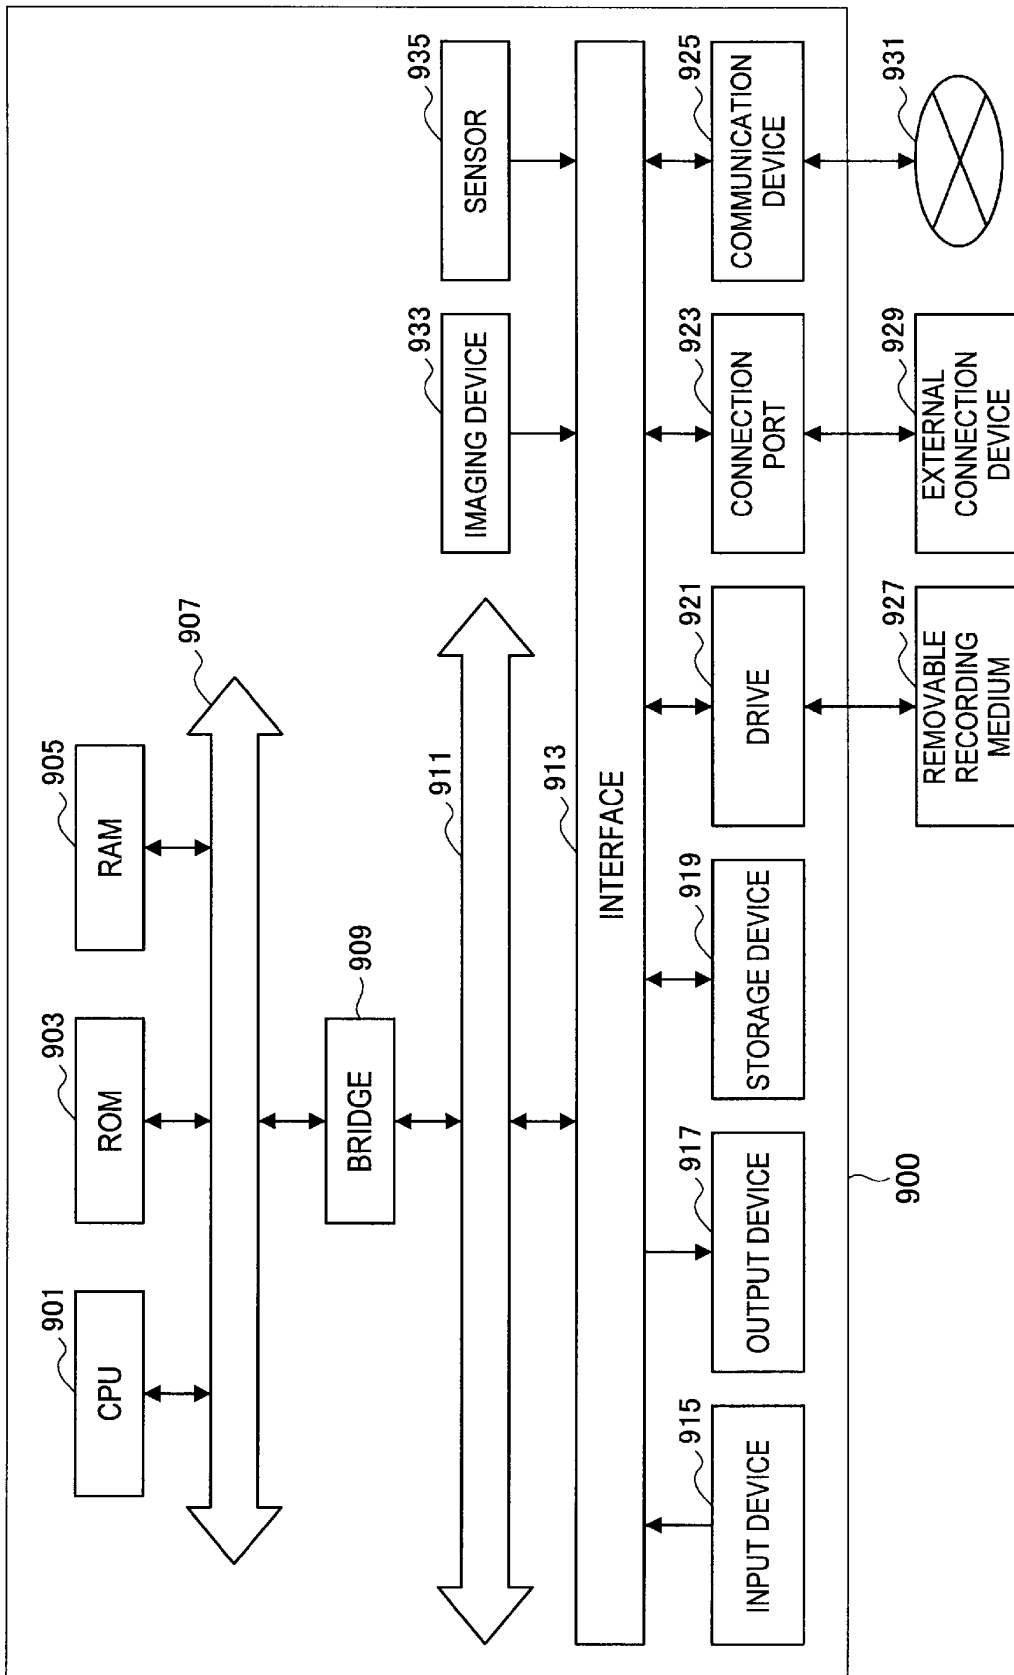 901
CPU
903
ROM
905
RAM
907
909
BRIDGE
911
933
IMAGING DEVICE
935
SENSOR
913
INTERFACE
915
INPUT DEVICE
917
OUTPUT DEVICE
919
STORAGE DEVICE
921
DRIVE
923
CONNECTION
PORT
925
COMMUNICATION
DEVICE
900
927
REMOVABLE
RECORDING
MEDIUM
929
EXTERNAL
CONNECTION
DEVICE
931